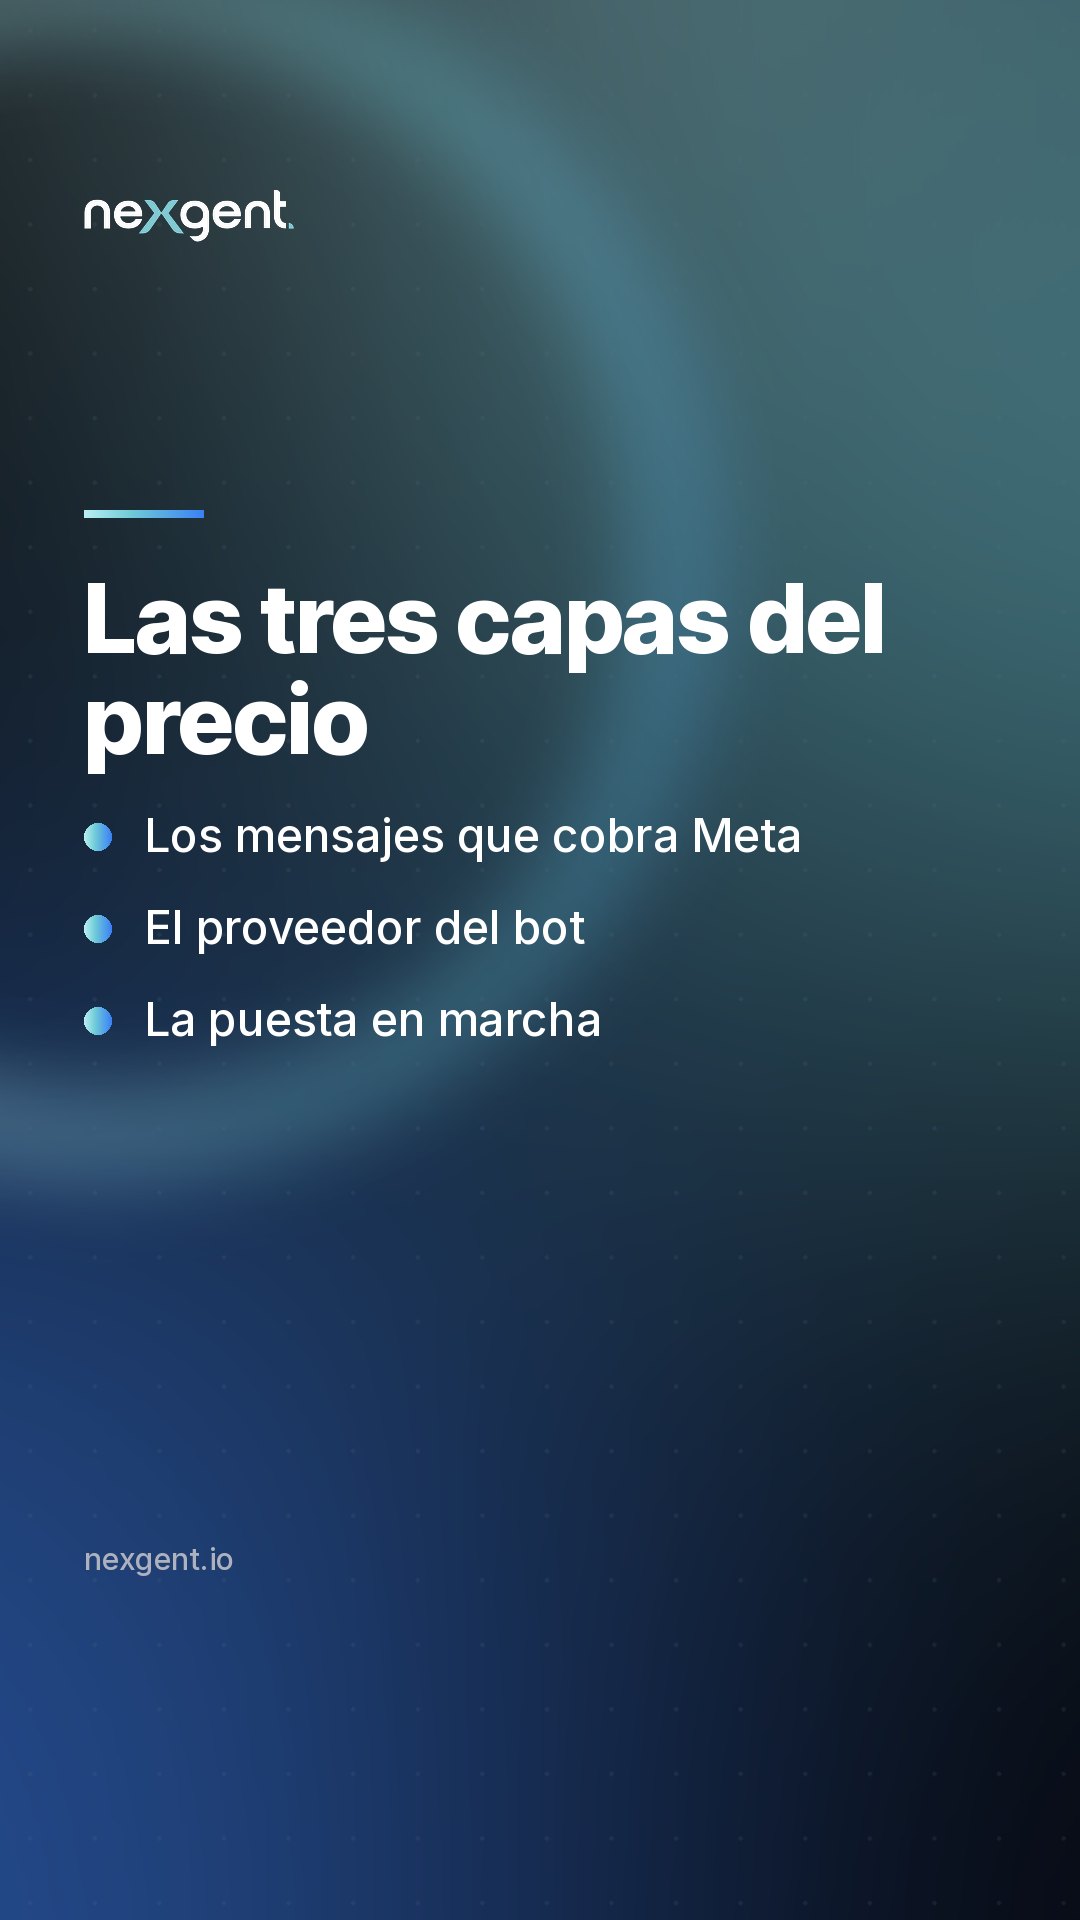 nexgent.
Las tres capas del
precio
Los mensajes que cobra Meta
El proveedor del bot
La puesta en marcha
nexgent.io